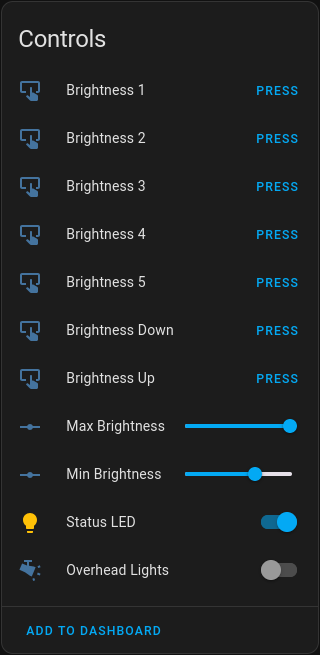 Controls
Brightness 1 PRESS
Brightness 2 PRESS
Brightness 3 PRESS
Brightness 4 PRESS
Brightness 5 PRESS
Brightness Down PRESS
Brightness Up PRESS
Max Brightness
Min Brightness
Status LED
Overhead Lights
ADD TO DASHBOARD